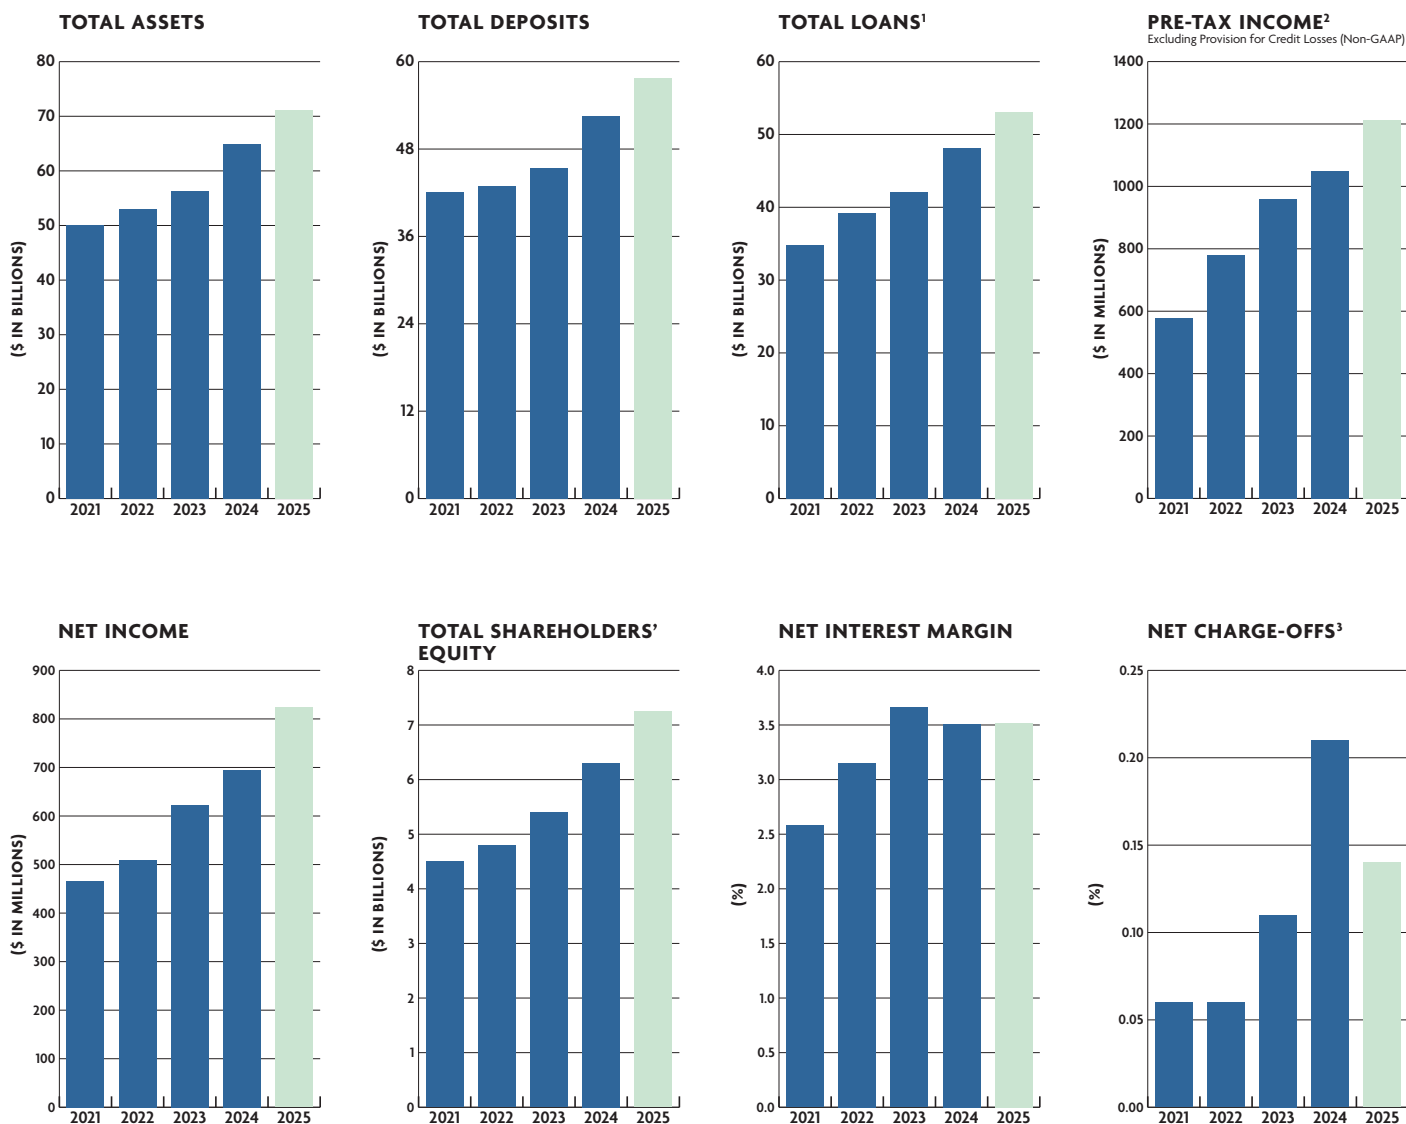 TOTAL ASSETS
80
70
60
50
40
30
20
10
0
($ IN BILLIONS)
2021 2022 2023 2024 2025
TOTAL DEPOSITS
60
48
36
24
12
0
($ IN BILLIONS)
2021 2022 2023 2024 2025
TOTAL LOANS¹
60
50
40
30
20
10
0
($ IN BILLIONS)
2021 2022 2023 2024 2025
PRE-TAX INCOME²
Excluding Provision for Credit Losses (Non-GAAP)
1400
1200
1000
800
600
400
200
0
($ IN MILLIONS)
2021 2022 2023 2024 2025
NET INCOME
900
800
700
600
500
400
300
200
100
0
($ IN MILLIONS)
2021 2022 2023 2024 2025
TOTAL SHAREHOLDERS’
EQUITY
8
7
6
5
4
3
2
1
0
($ IN BILLIONS)
2021 2022 2023 2024 2025
NET INTEREST MARGIN
4.0
3.5
3.0
2.5
2.0
1.5
1.0
0.5
0.0
(%)
2021 2022 2023 2024 2025
NET CHARGE-OFFS³
0.25
0.20
0.15
0.10
0.05
0.00
(%)
2021 2022 2023 2024 2025